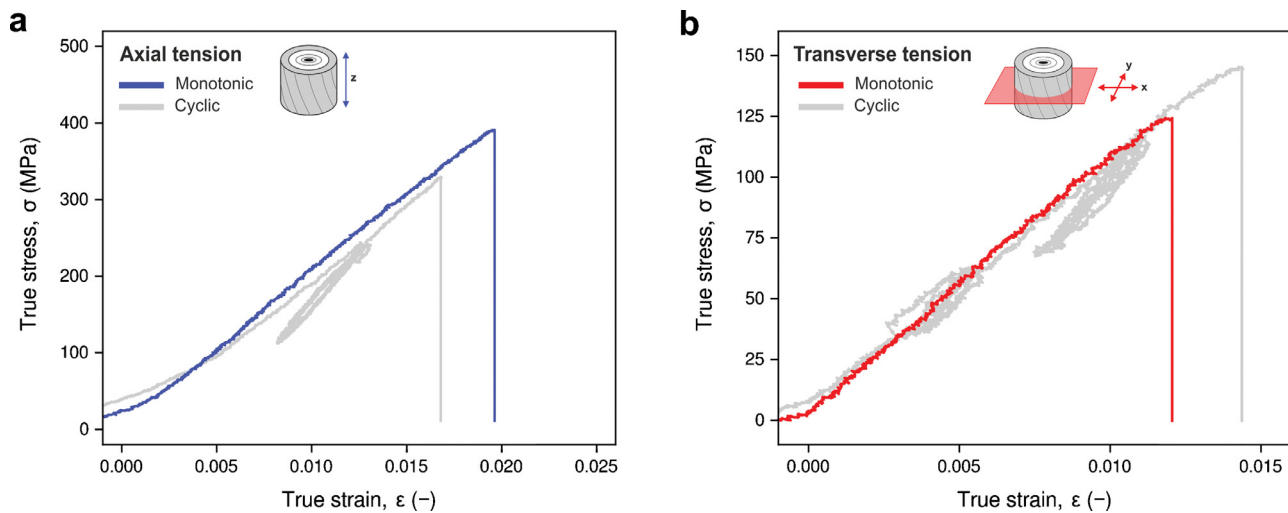 a
Axial tension
Monotonic
Cyclic
z
500
400
300
200
100
0
True stress, σ (MPa)
0.000
0.005
0.010
0.015
0.020
0.025
True strain, ε (−)
b
Transverse tension
Monotonic
Cyclic
y
x
150
125
100
75
50
25
0
True stress, σ (MPa)
0.000
0.005
0.010
0.015
True strain, ε (−)